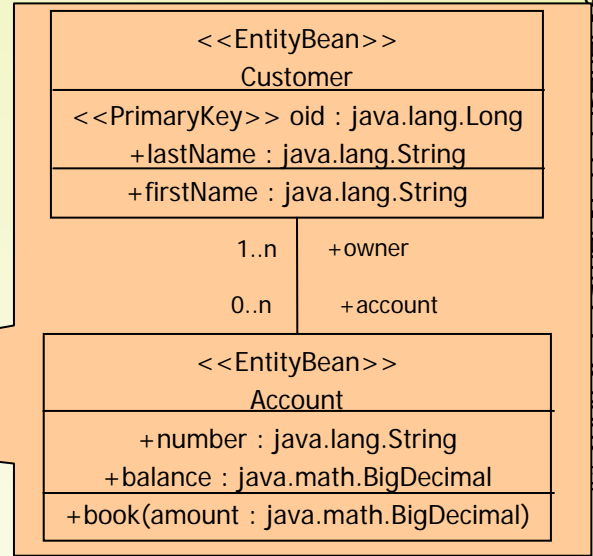 <<EntityBean>>
Customer
<<PrimaryKey>> oid : java.lang.Long
+lastName : java.lang.String
+firstName : java.lang.String
1..n +owner
0..n +account
<<EntityBean>>
Account
+number : java.lang.String
+balance : java.math.BigDecimal
+book(amount : java.math.BigDecimal)